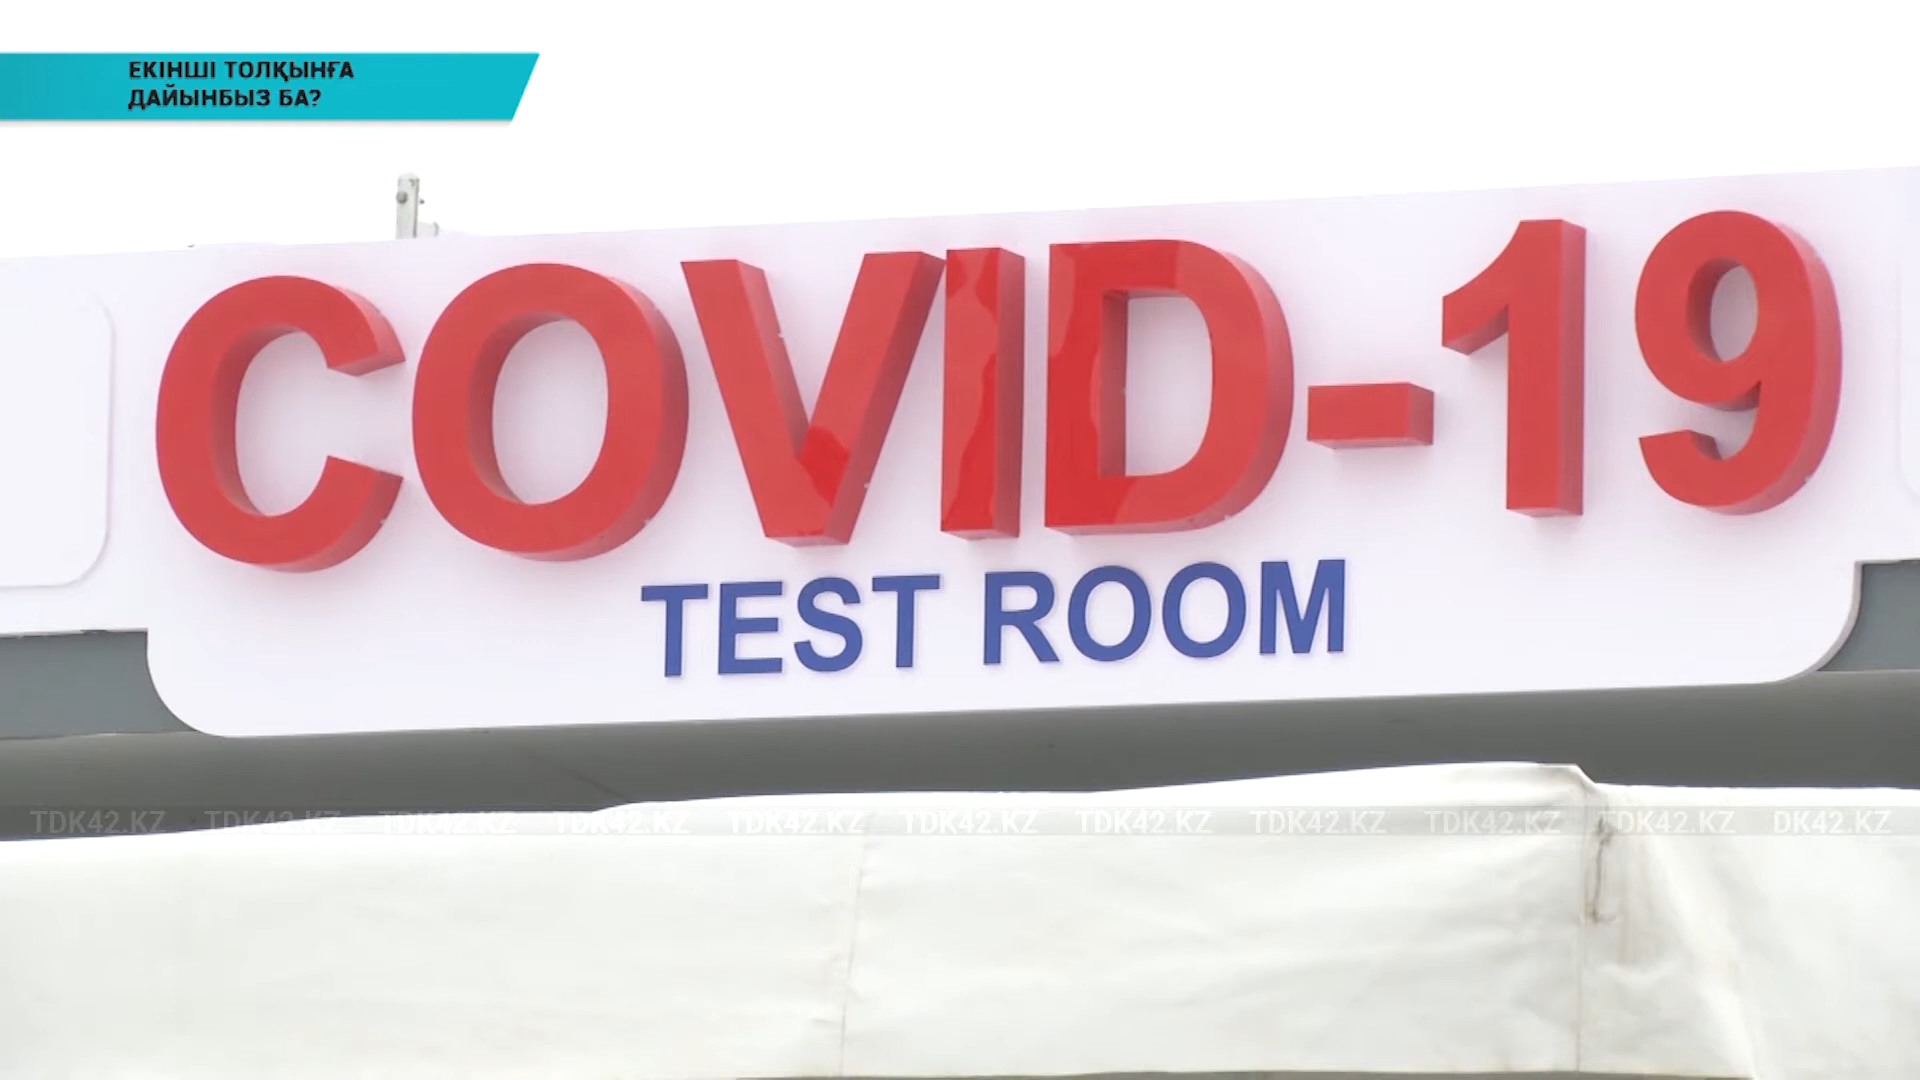 ЕКІНШІ ТОЛҚЫНҒА
ДАЙЫНБЫЗ БА?
COVID-19
TEST ROOM
TDK42.KZ TDK42.KZ TDK42.KZ TDK42.KZ TDK42.KZ TDK42.KZ TDK42.KZ TDK42.KZ TDK42.KZ TDK42.KZ DK42.KZ